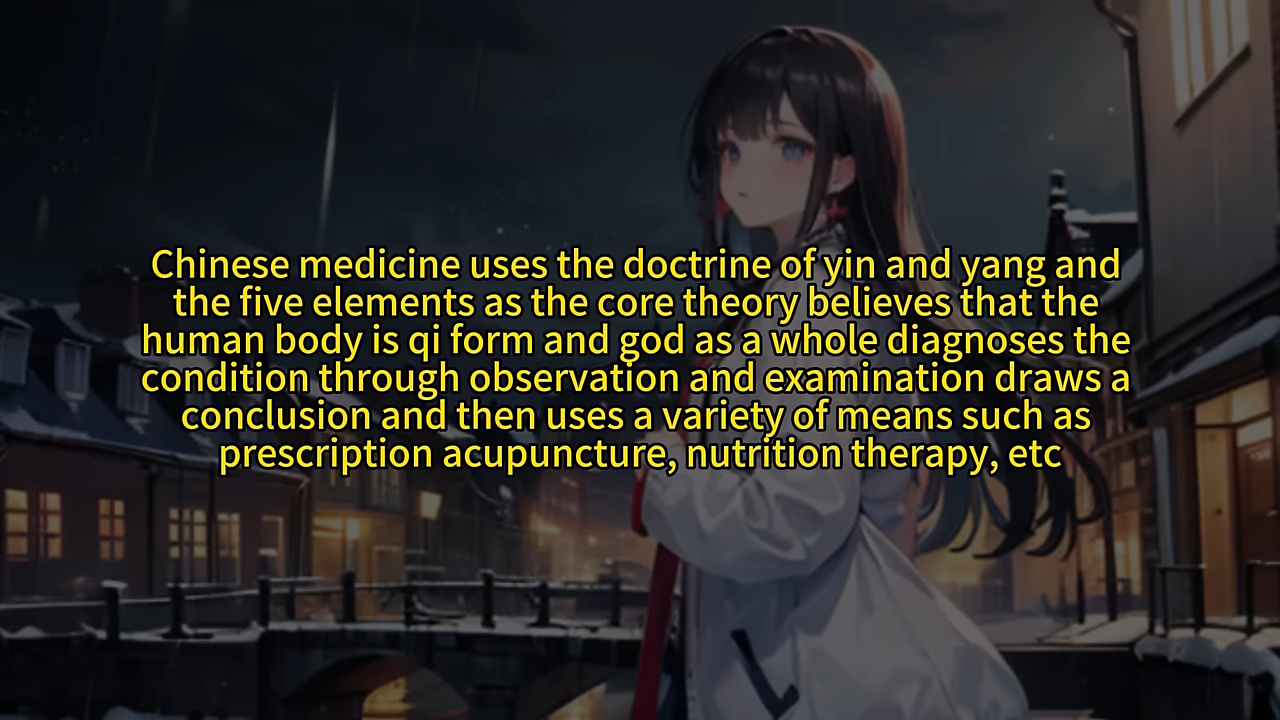 Chinese medicine uses the doctrine of yin and yang and
the five elements as the core theory believes that the
human body is qi form and god as a whole diagnoses the
condition through observation and examination draws a
conclusion and then uses a variety of means such as
prescription acupuncture, nutrition therapy, etc